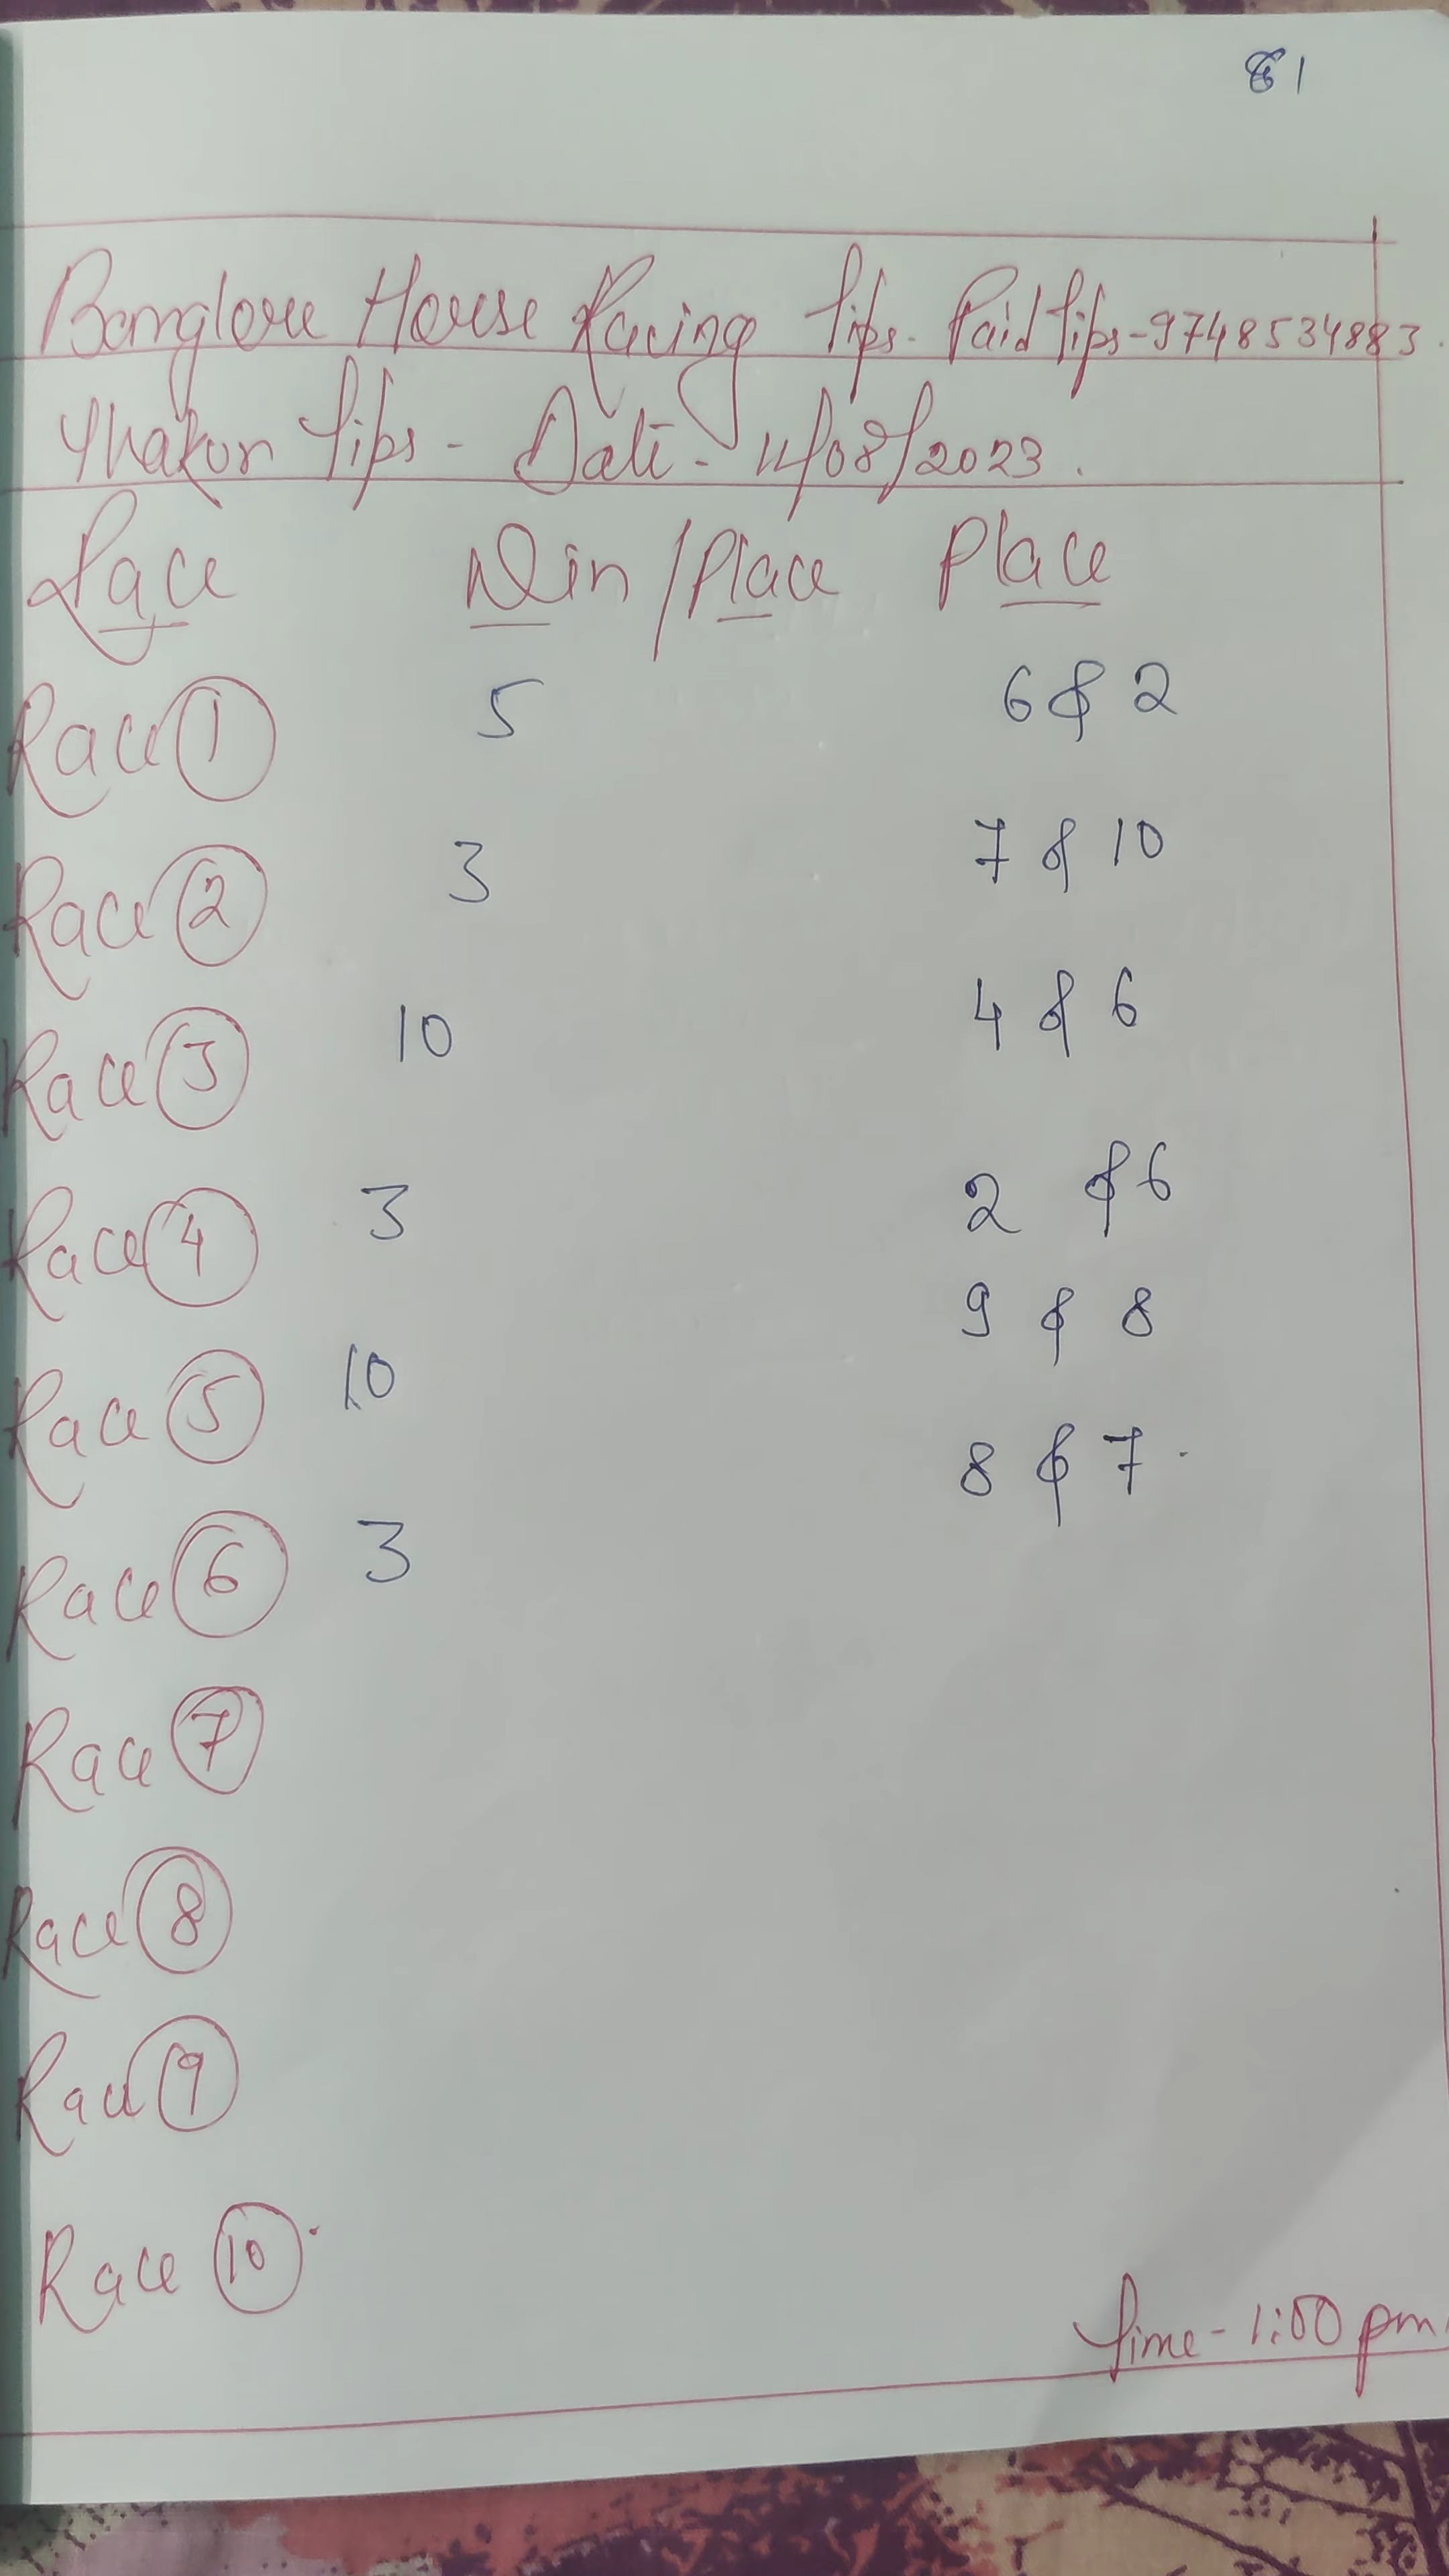 81
Banglore Horse Racing Tips. Paid Tips-9748534883.
Thakur Tips - Date - 11/08/2023.
Race Win/Place Place
Race 1 5 6 & 2
Race 2 3 7 & 10
Race 3 10 4 & 6
Race 4 3 2 & 6
Race 5 10 9 & 8
Race 6 3 8 & 7.
Race 7
Race 8
Race 9
Race 10.
Time - 1:00 pm